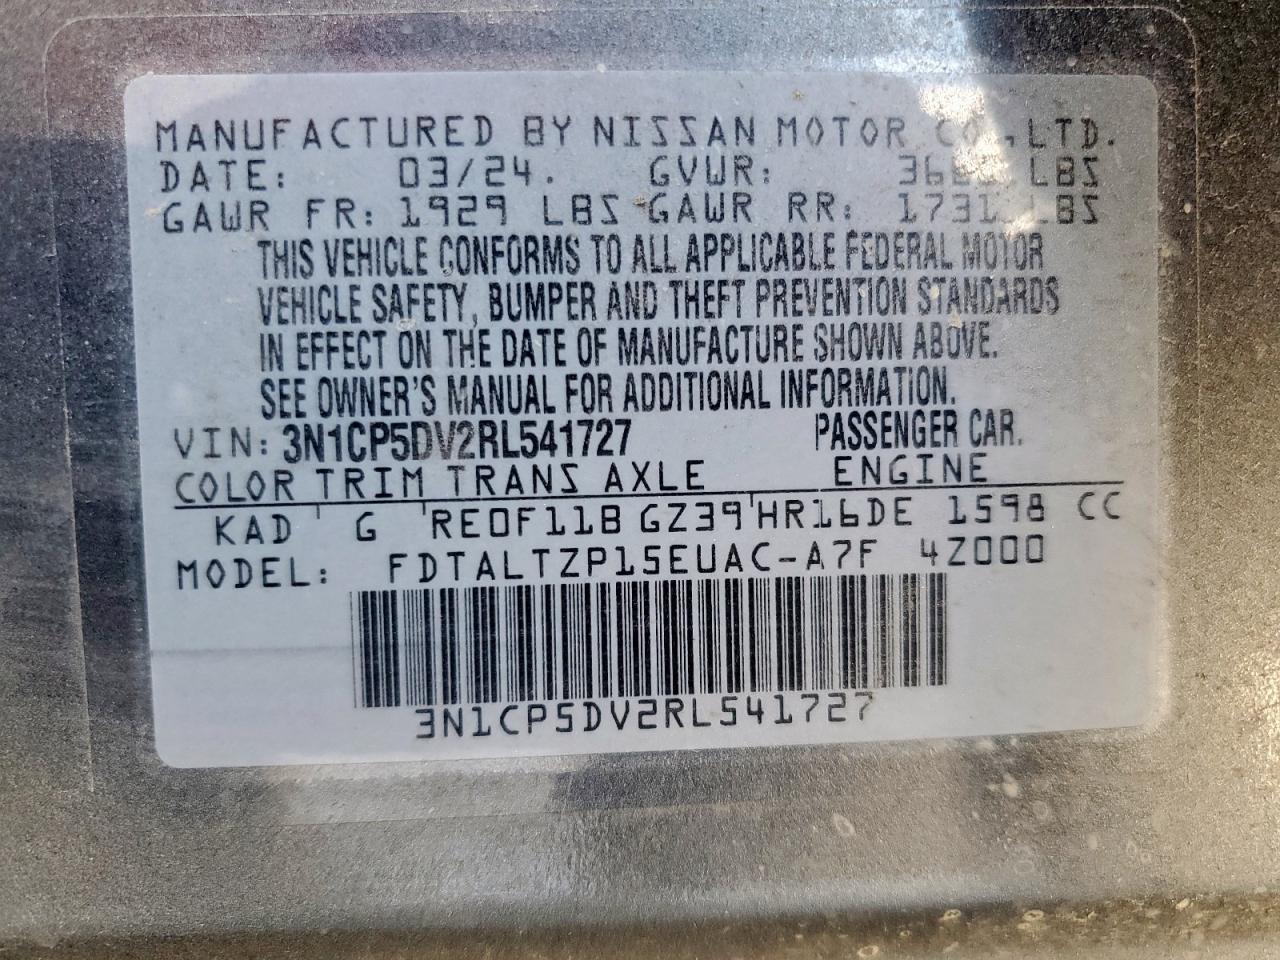 MANUFACTURED BY NISSAN MOTOR CO.,LTD.
DATE: 03/24. GVWR: LBS
GAWR FR: 1929 LBS GAWR RR: 1731 LBS
THIS VEHICLE CONFORMS TO ALL APPLICABLE FEDERAL MOTOR
VEHICLE SAFETY, BUMPER AND THEFT PREVENTION STANDARDS
IN EFFECT ON THE DATE OF MANUFACTURE SHOWN ABOVE.
SEE OWNER'S MANUAL FOR ADDITIONAL INFORMATION.
VIN: 3N1CP5DV2RL541727 PASSENGER CAR.
COLOR TRIM TRANS AXLE ENGINE
KAD G RE0F11B GZ39 HR16DE 1598 CC
MODEL: FDTALTZP15EUAC-A7F 4Z000
3N1CP5DV2RL541727